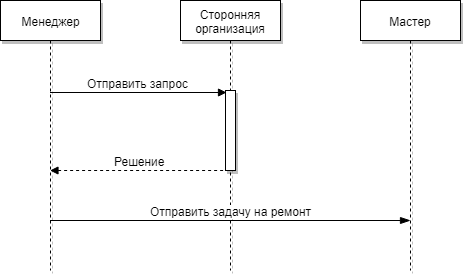 Менеджер
Сторонняя
организация
Мастер
Отправить запрос
Решение
Отправить задачу на ремонт